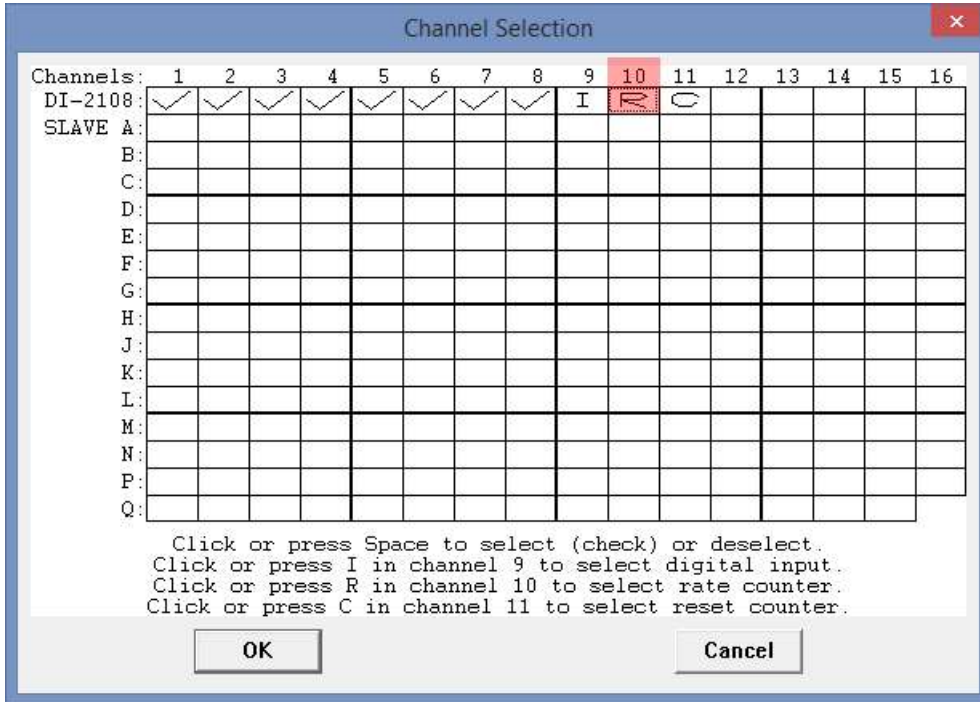 Channel Selection
Channels: 1 2 3 4 5 6 7 8 9 10 11 12 13 14 15 16
DI-2108: I R C
SLAVE A:
B:
C:
D:
E:
F:
G:
H:
J:
K:
L:
M:
N:
P:
Q:
Click or press Space to select (check) or deselect.
Click or press I in channel 9 to select digital input.
Click or press R in channel 10 to select rate counter.
Click or press C in channel 11 to select reset counter.
OK Cancel